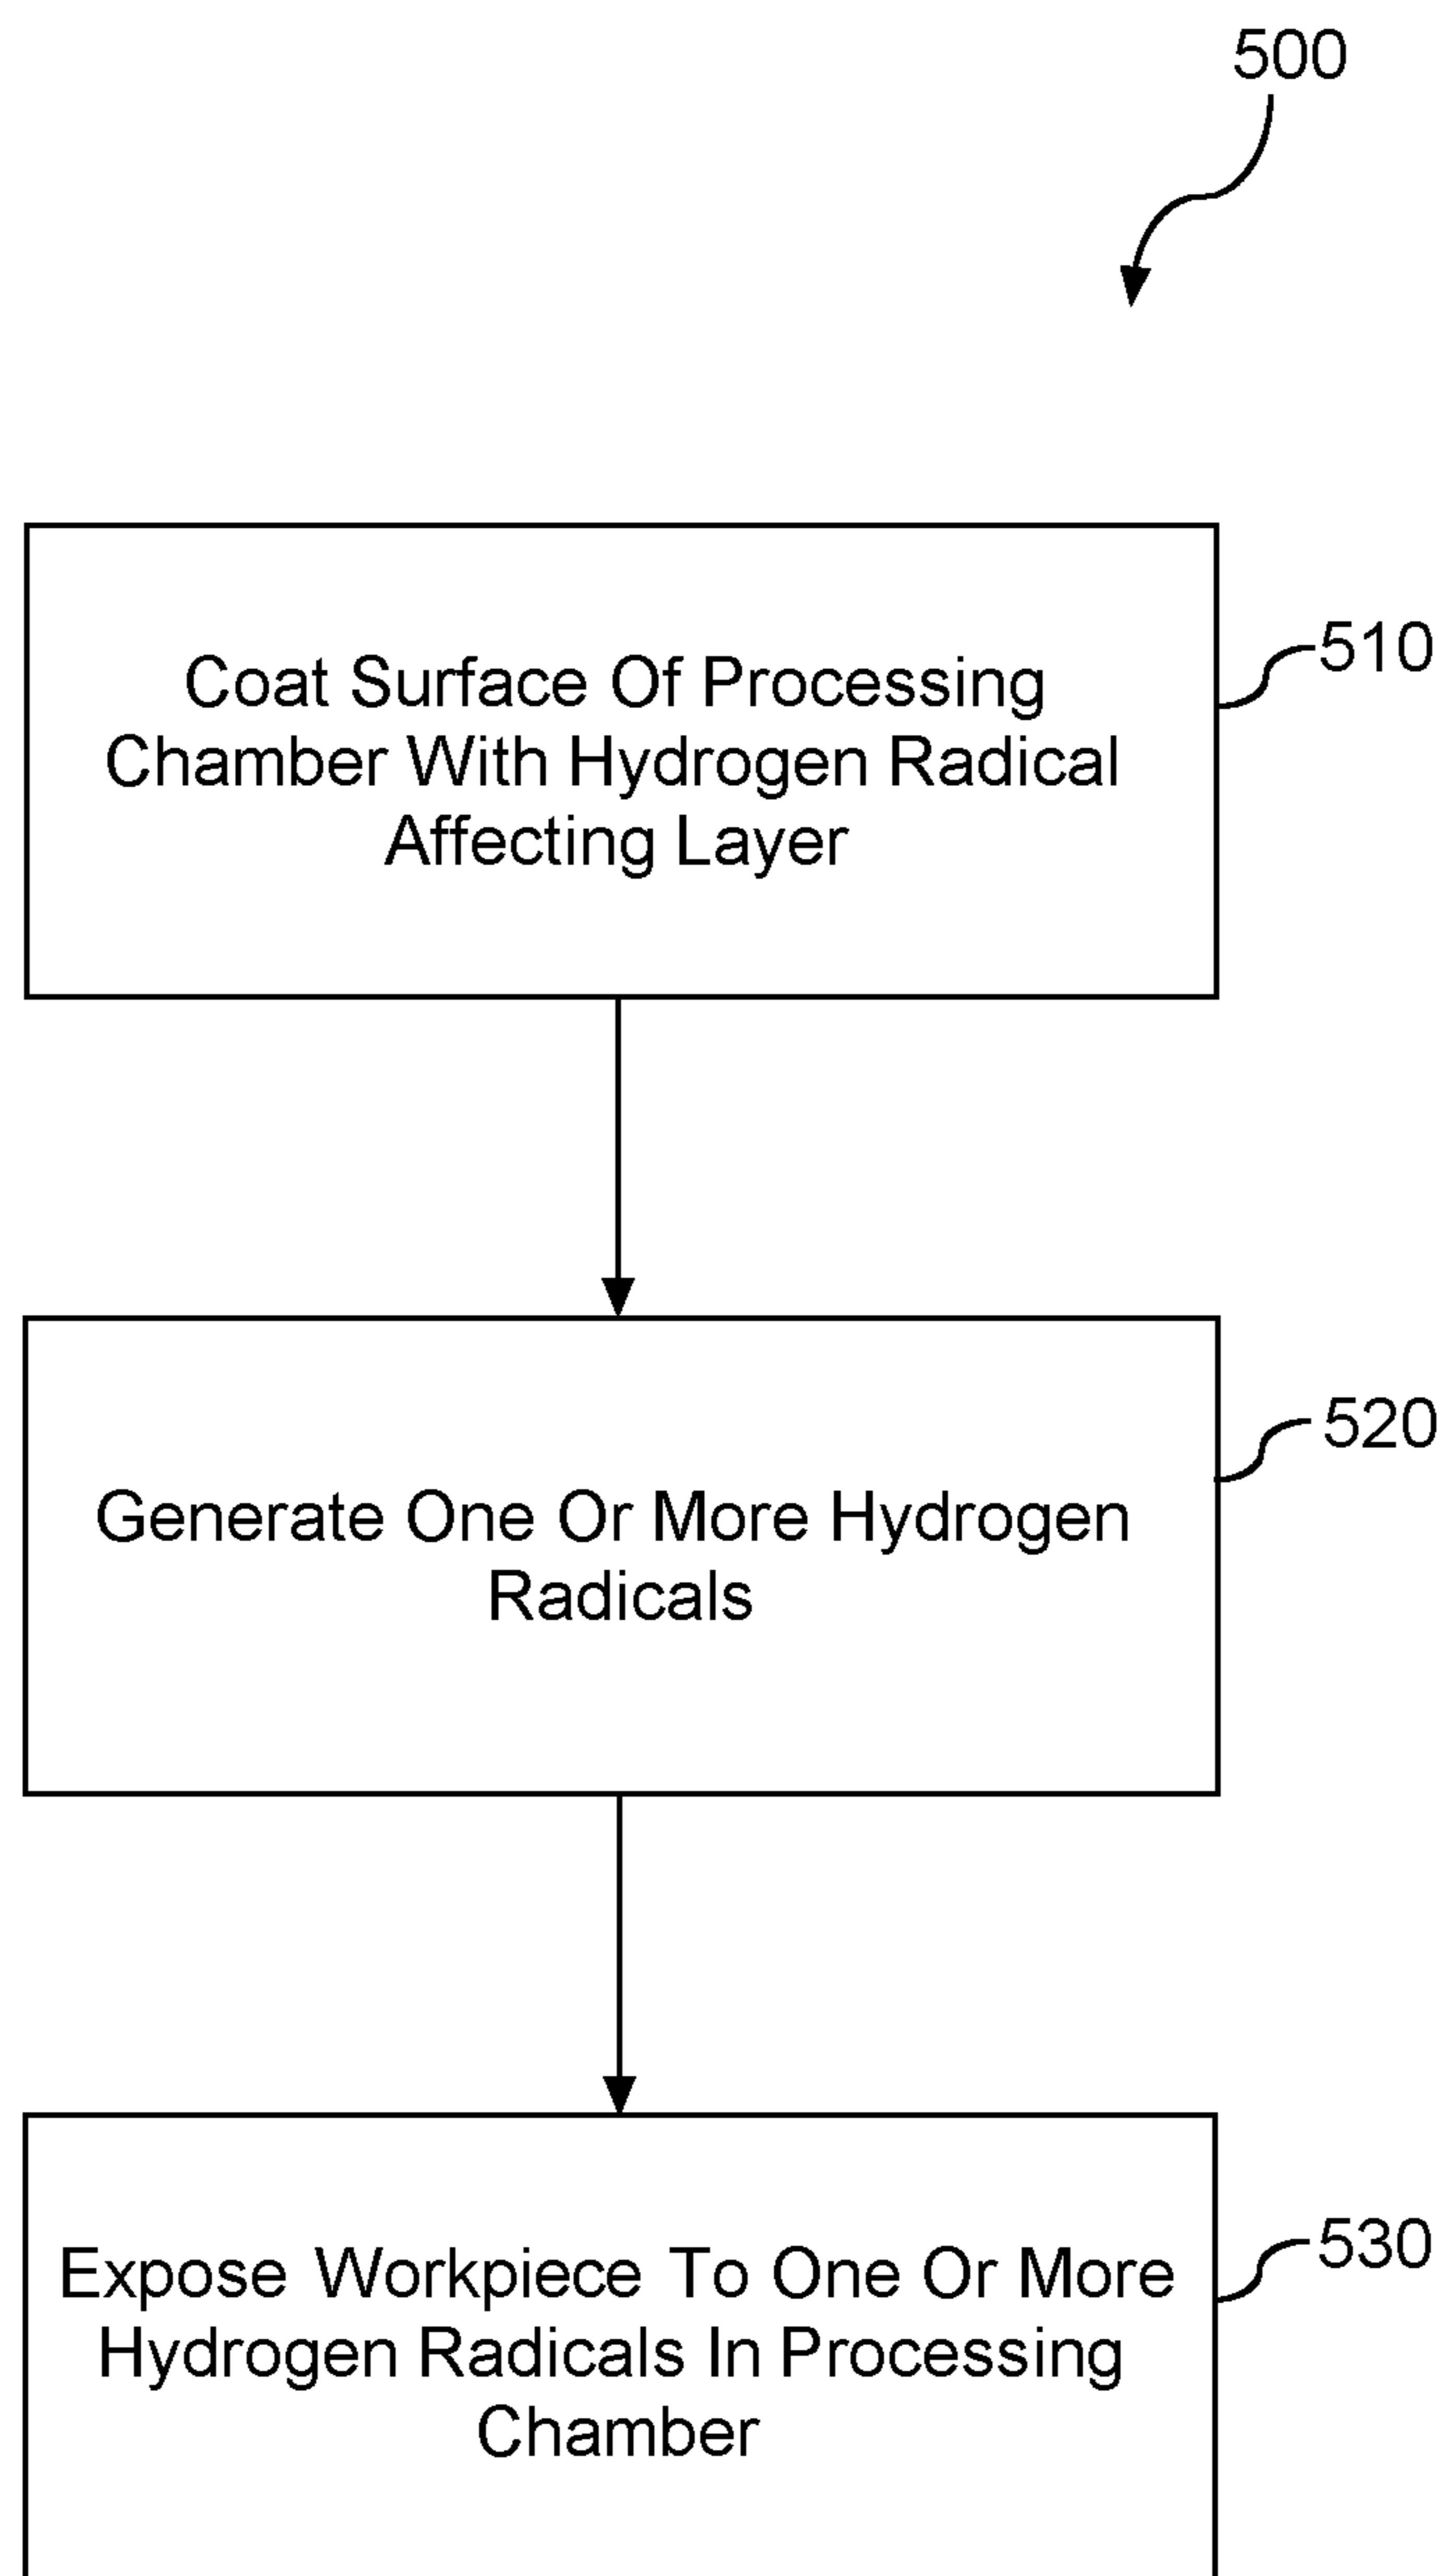 500
Coat Surface Of Processing
Chamber With Hydrogen Radical
Affecting Layer
510
Generate One Or More Hydrogen
Radicals
520
Expose Workpiece To One Or More
Hydrogen Radicals In Processing
Chamber
530